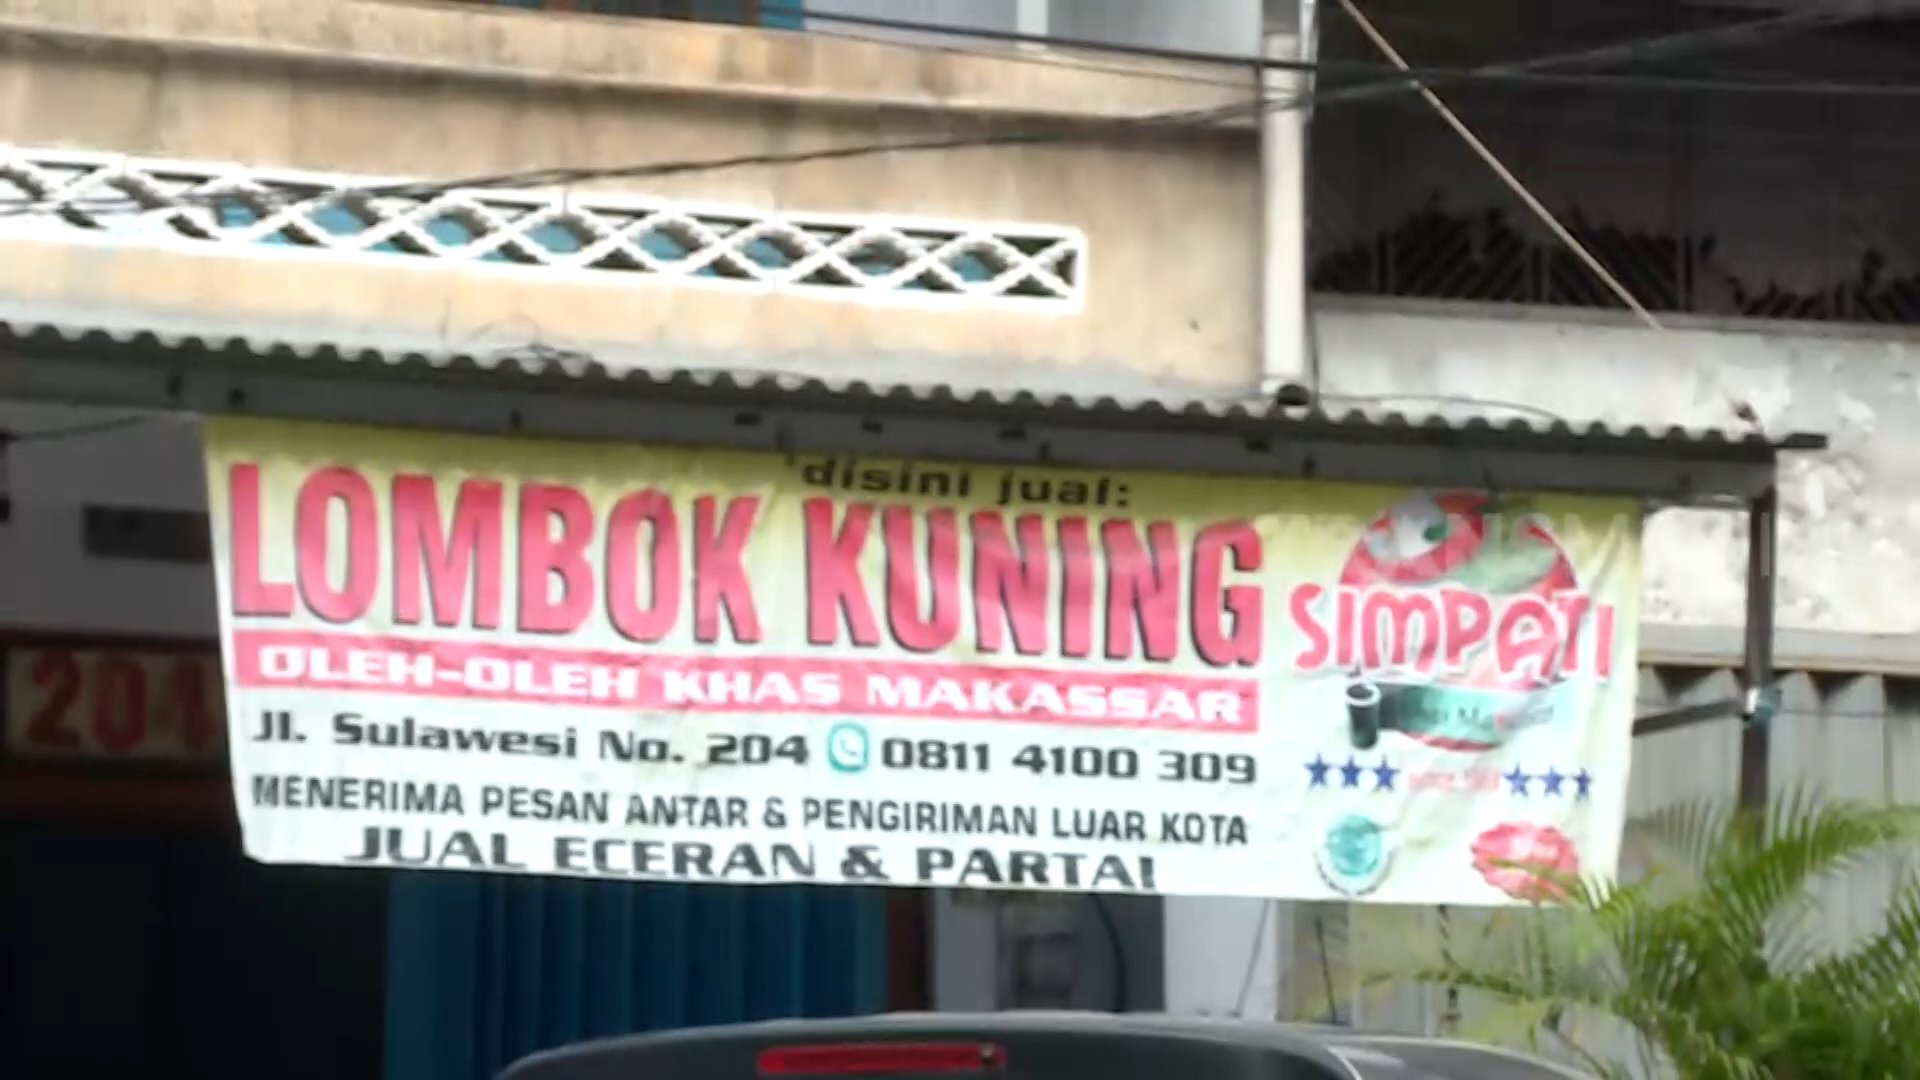 disini jual:
LOMBOK KUNING
OLEH-OLEH KHAS MAKASSAR
Jl. Sulawesi No. 204 0811 4100 309
MENERIMA PESAN ANTAR & PENGIRIMAN LUAR KOTA
JUAL ECERAN & PARTAI
SIMPATI
204